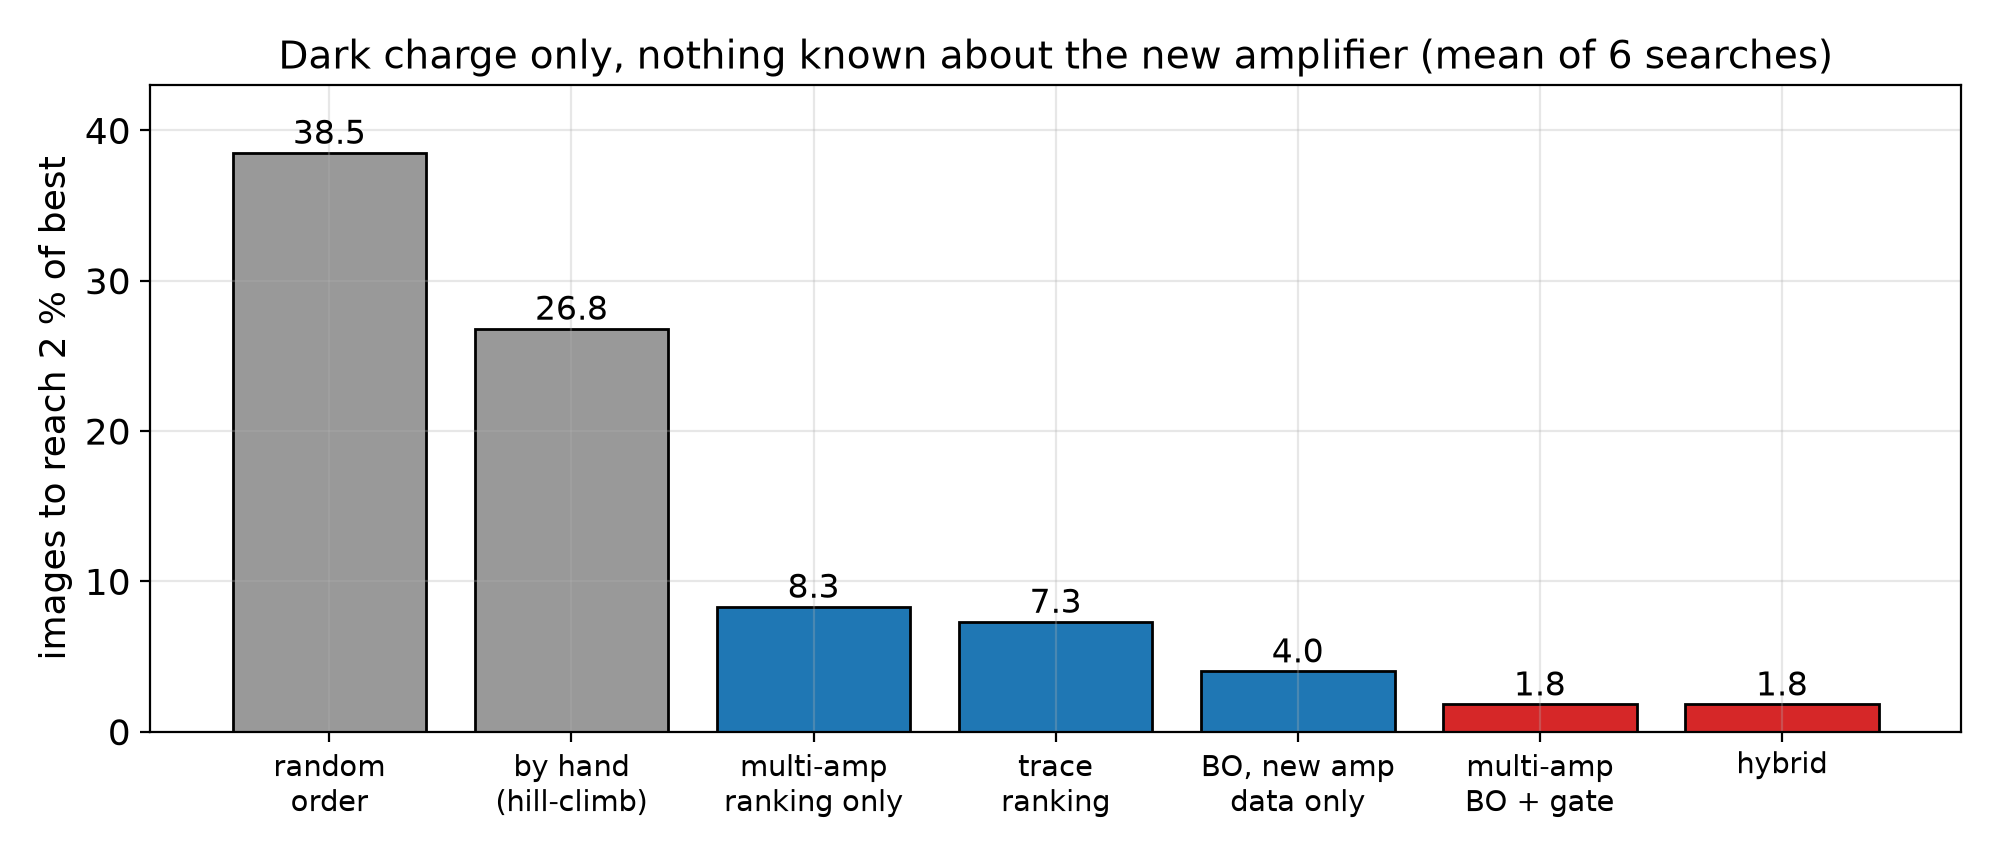 Dark charge only, nothing known about the new amplifier (mean of 6 searches)
images to reach 2 % of best
40
30
20
10
0
38.5
26.8
8.3
7.3
4.0
1.8
1.8
random
order
by hand
(hill-climb)
multi-amp
ranking only
trace
ranking
BO, new amp
data only
multi-amp
BO + gate
hybrid